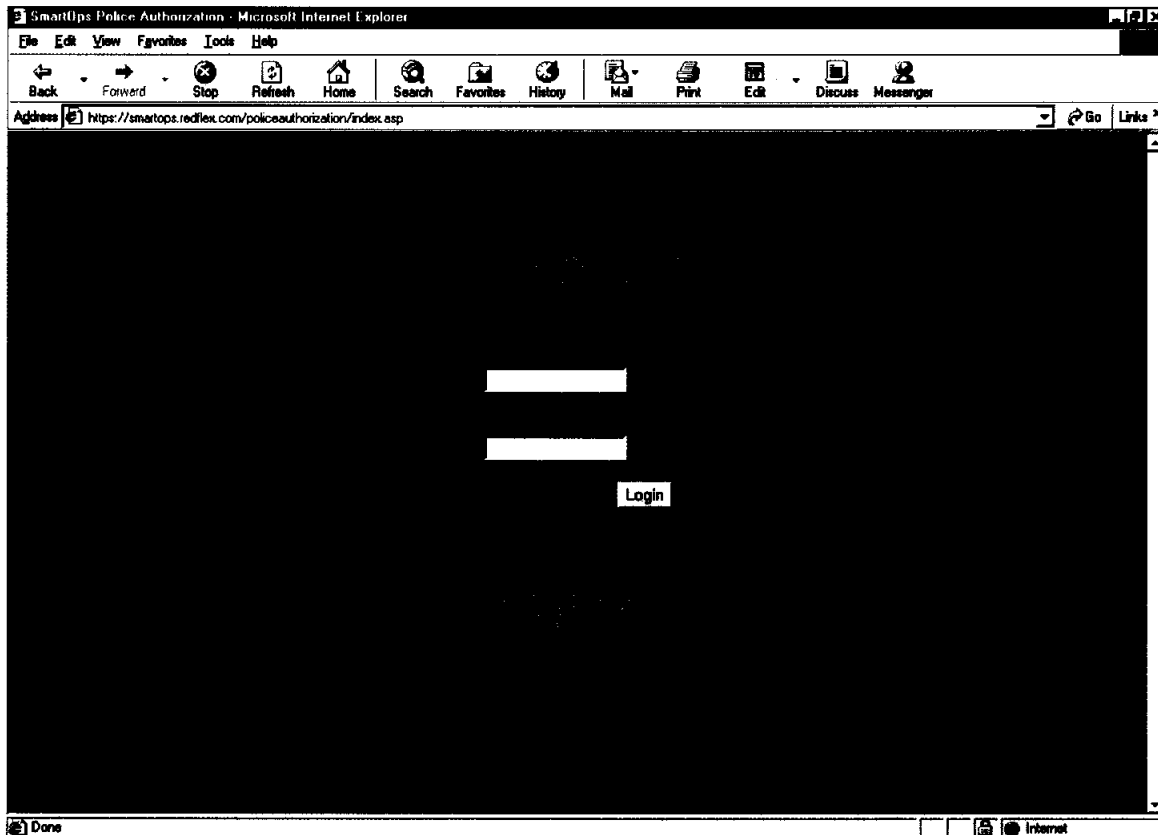 SmartOps Police Authorization - Microsoft Internet Explorer
File Edit View Favorites Tools Help
Back Forward Stop Refresh Home Search Favorites History Mail Print Edit Discuss Messenger
Address https://smartops.redflex.com/policeauthorization/index.asp Go Links »
Login
Done Internet